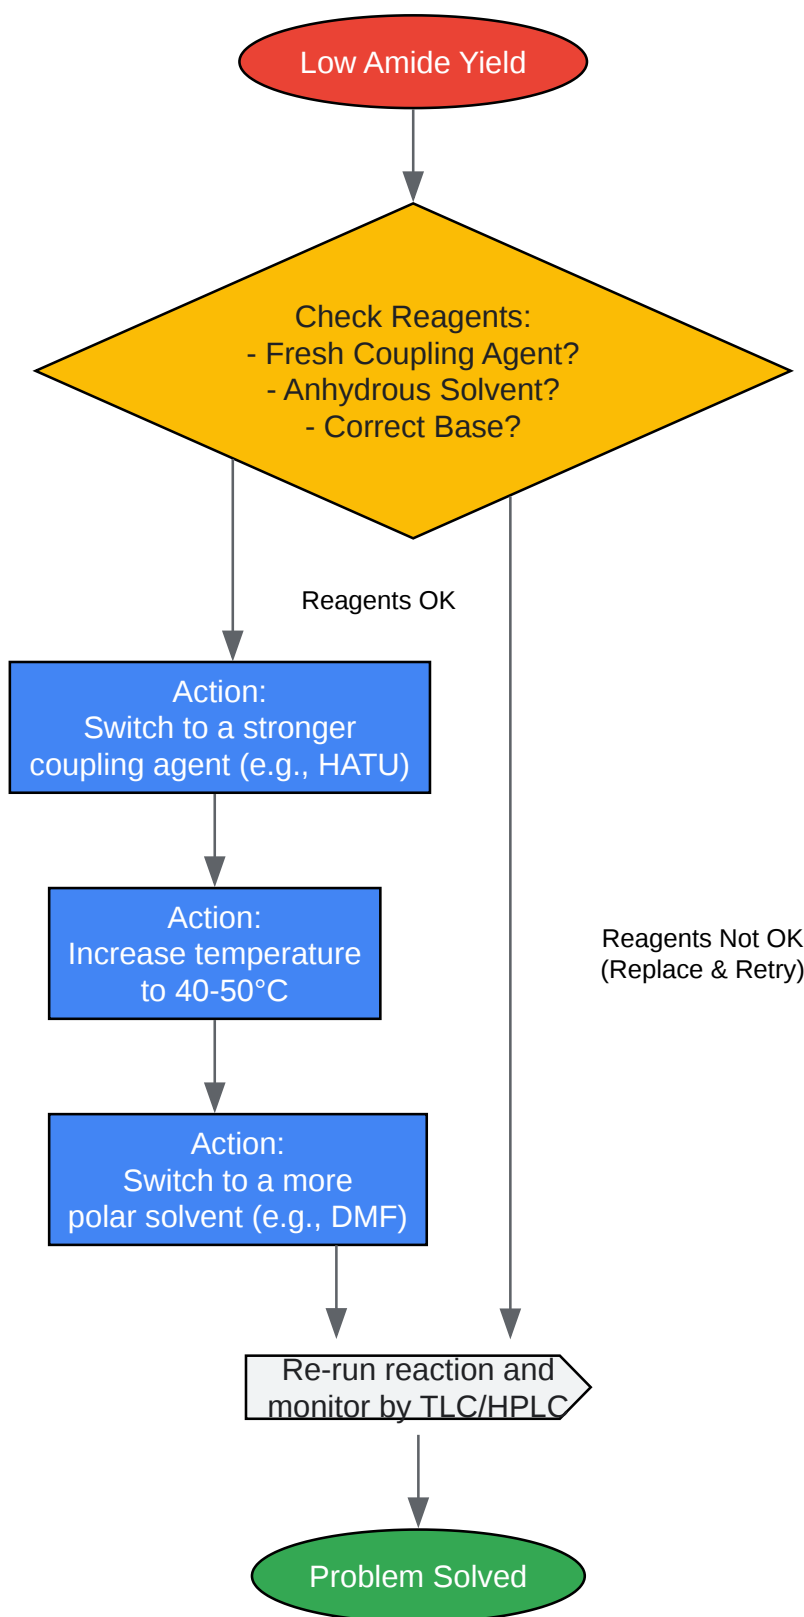 Low Amide Yield
Check Reagents:
- Fresh Coupling Agent?
- Anhydrous Solvent?
- Correct Base?
Reagents OK
Action:
Switch to a stronger
coupling agent (e.g., HATU)
Action:
Increase temperature
to 40-50°C
Reagents Not OK
(Replace & Retry)
Action:
Switch to a more
polar solvent (e.g., DMF)
Re-run reaction and
monitor by TLC/HPLC
Problem Solved